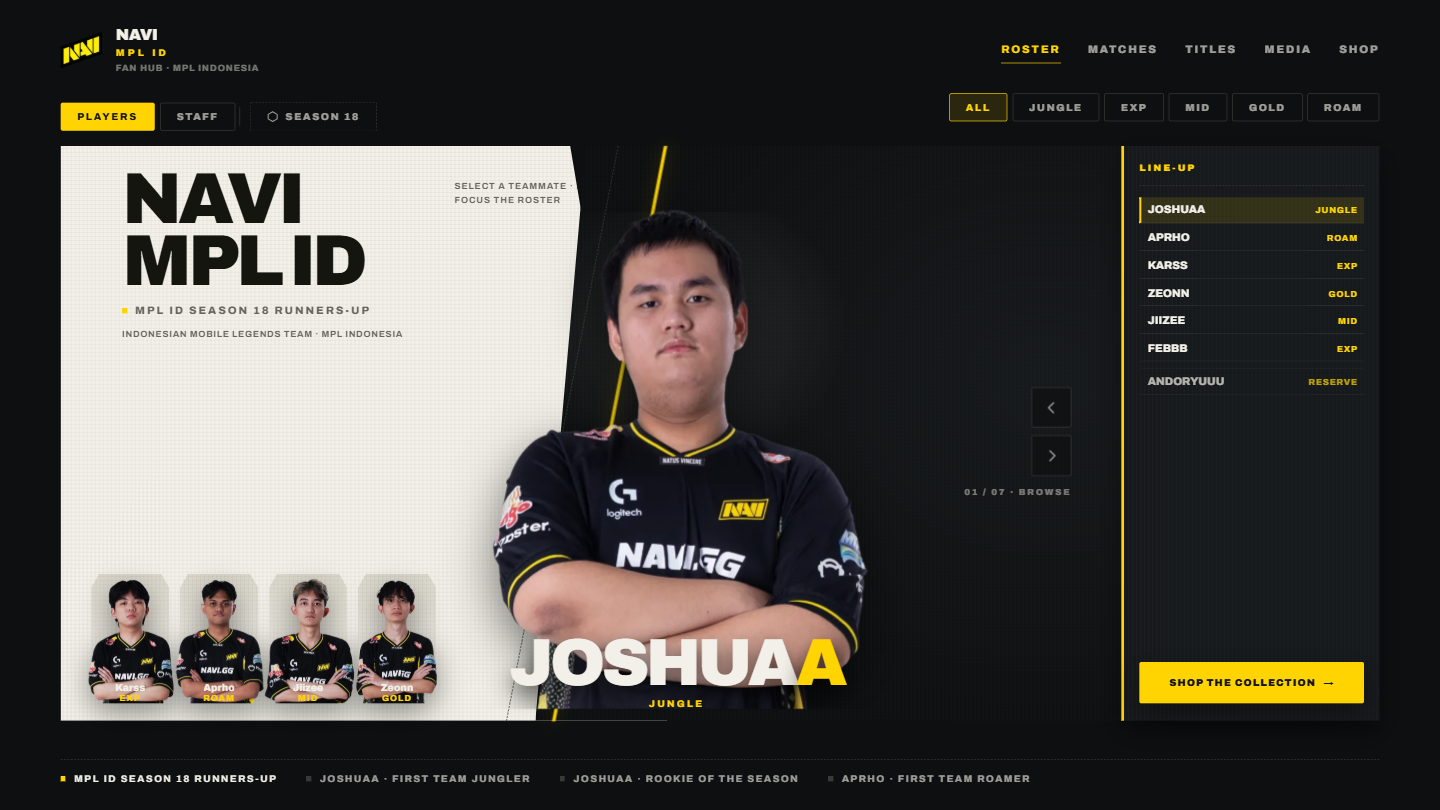 NAVI
MPL ID
FAN HUB · MPL INDONESIA
ROSTER
MATCHES
TITLES
MEDIA
SHOP
PLAYERS
STAFF
SEASON 18
ALL
JUNGLE
EXP
MID
GOLD
ROAM
NAVI
MPL ID
MPL ID SEASON 18 RUNNERS-UP
INDONESIAN MOBILE LEGENDS TEAM · MPL INDONESIA
SELECT A TEAMMATE ·
FOCUS THE ROSTER
NATUS VINCERE
logitech
NAVI
NAVI.GG
JOSHUAA
JUNGLE
Karss
EXP
Aprho
ROAM
Jiizee
MID
Zeonn
GOLD
01 / 07 · BROWSE
LINE-UP
JOSHUAA JUNGLE
APRHO ROAM
KARSS EXP
ZEONN GOLD
JIIZEE MID
FEBBB EXP
ANDORYUUU RESERVE
SHOP THE COLLECTION →
MPL ID SEASON 18 RUNNERS-UP
JOSHUAA · FIRST TEAM JUNGLER
JOSHUAA · ROOKIE OF THE SEASON
APRHO · FIRST TEAM ROAMER